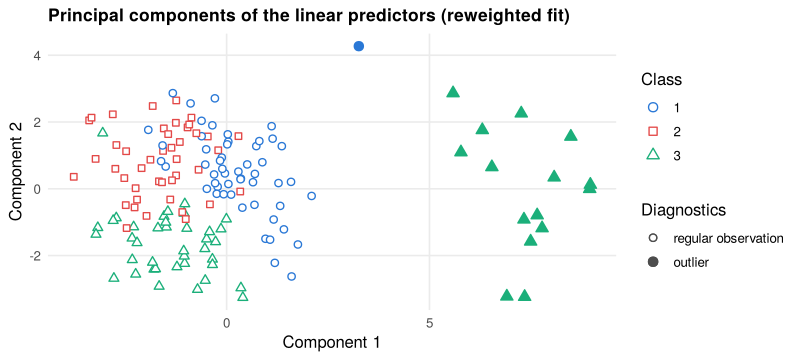 Principal components of the linear predictors (reweighted fit)
Component 2
4
2
0
-2
0
5
Component 1
Class
1
2
3
Diagnostics
regular observation
outlier